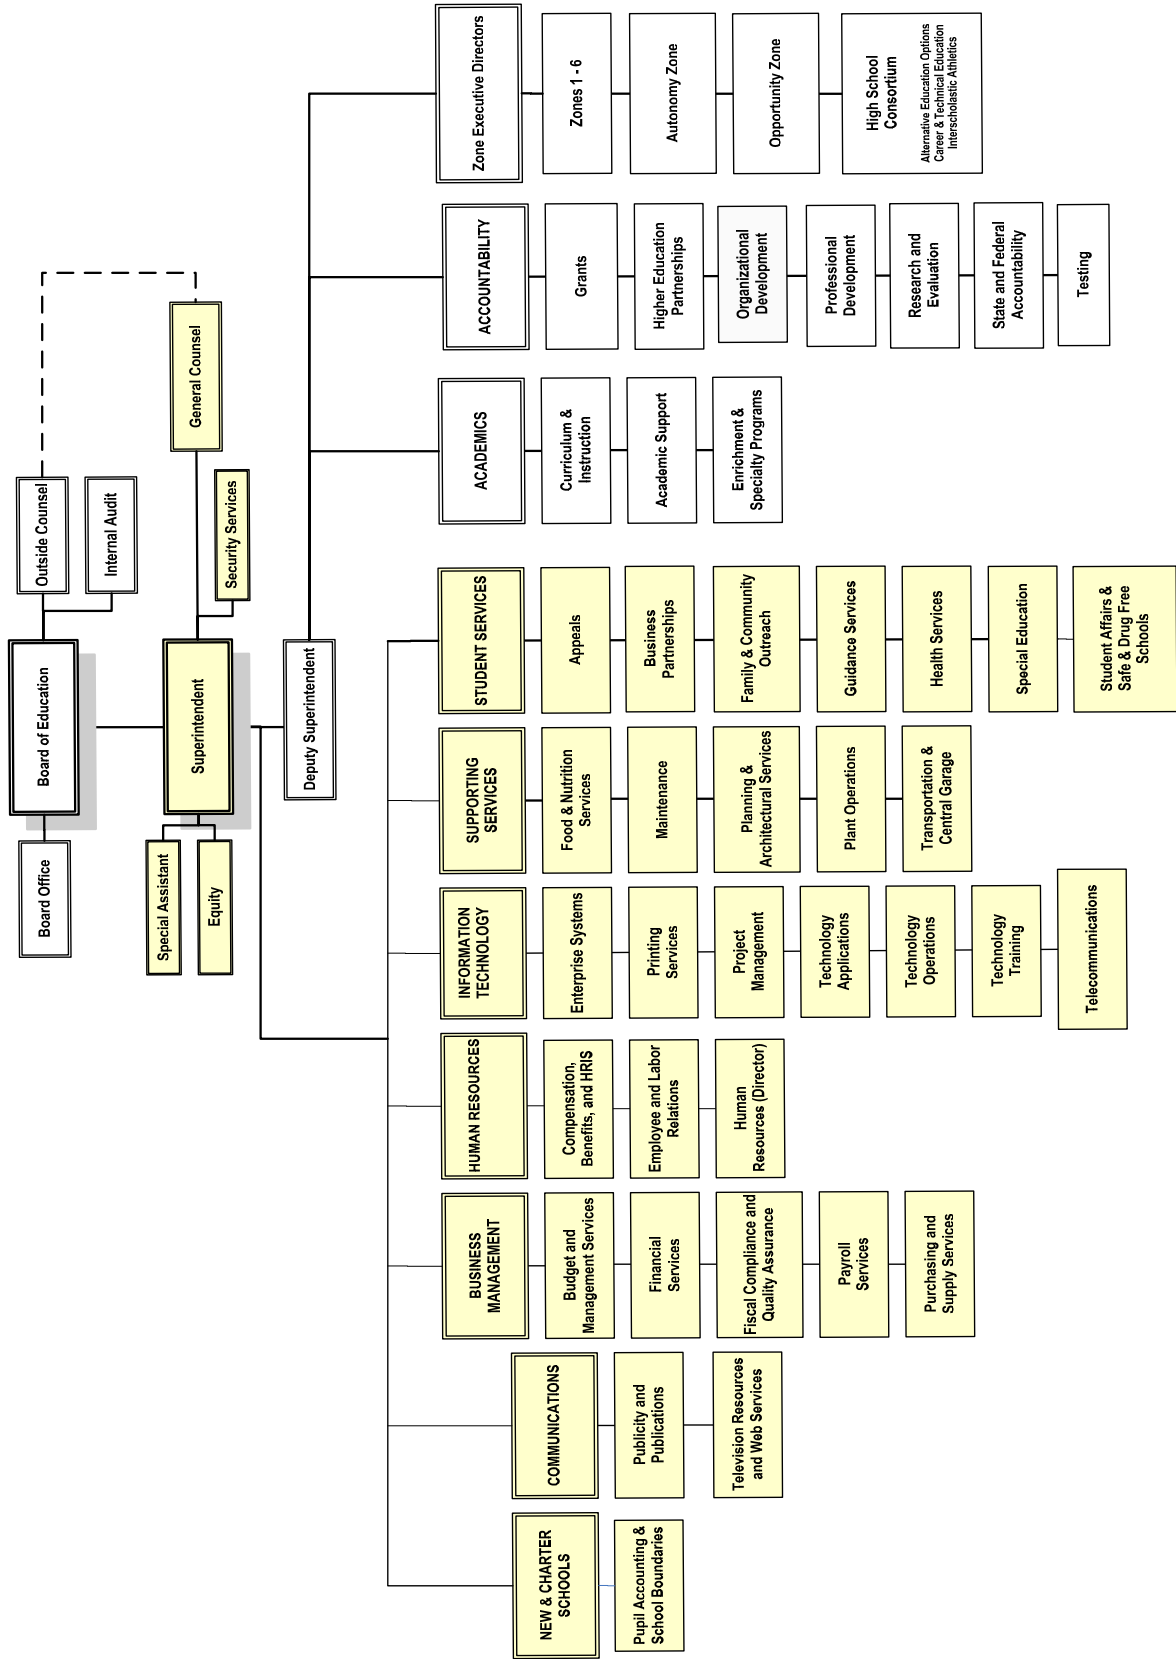 Board Office
Board of Education
Outside Counsel
Internal Audit
Special Assistant
Equity
Superintendent
Security Services
General Counsel
Deputy Superintendent
NEW & CHARTER
SCHOOLS
Pupil Accounting &
School Boundaries
COMMUNICATIONS
Publicity and
Publications
Television Resources
and Web Services
BUSINESS
MANAGEMENT
Budget and
Management Services
Financial
Services
Fiscal Compliance and
Quality Assurance
Payroll
Services
Purchasing and
Supply Services
HUMAN RESOURCES
Compensation,
Benefits, and HRIS
Employee and Labor
Relations
Human
Resources (Director)
INFORMATION
TECHNOLOGY
Enterprise Systems
Printing
Services
Project
Management
Technology
Applications
Technology
Operations
Technology
Training
Telecommunications
SUPPORTING
SERVICES
Food & Nutrition
Services
Maintenance
Planning &
Architectural Services
Plant Operations
Transportation &
Central Garage
STUDENT SERVICES
Appeals
Business
Partnerships
Family & Community
Outreach
Guidance Services
Health Services
Special Education
Student Affairs &
Safe & Drug Free
Schools
ACADEMICS
Curriculum &
Instruction
Academic Support
Enrichment &
Specialty Programs
ACCOUNTABILITY
Grants
Higher Education
Partnerships
Organizational
Development
Professional
Development
Research and
Evaluation
State and Federal
Accountability
Testing
Zone Executive Directors
Zones 1 - 6
Autonomy Zone
Opportunity Zone
High School
Consortium
Alternative Education Options
Career & Technical Education
Interscholastic Athletics